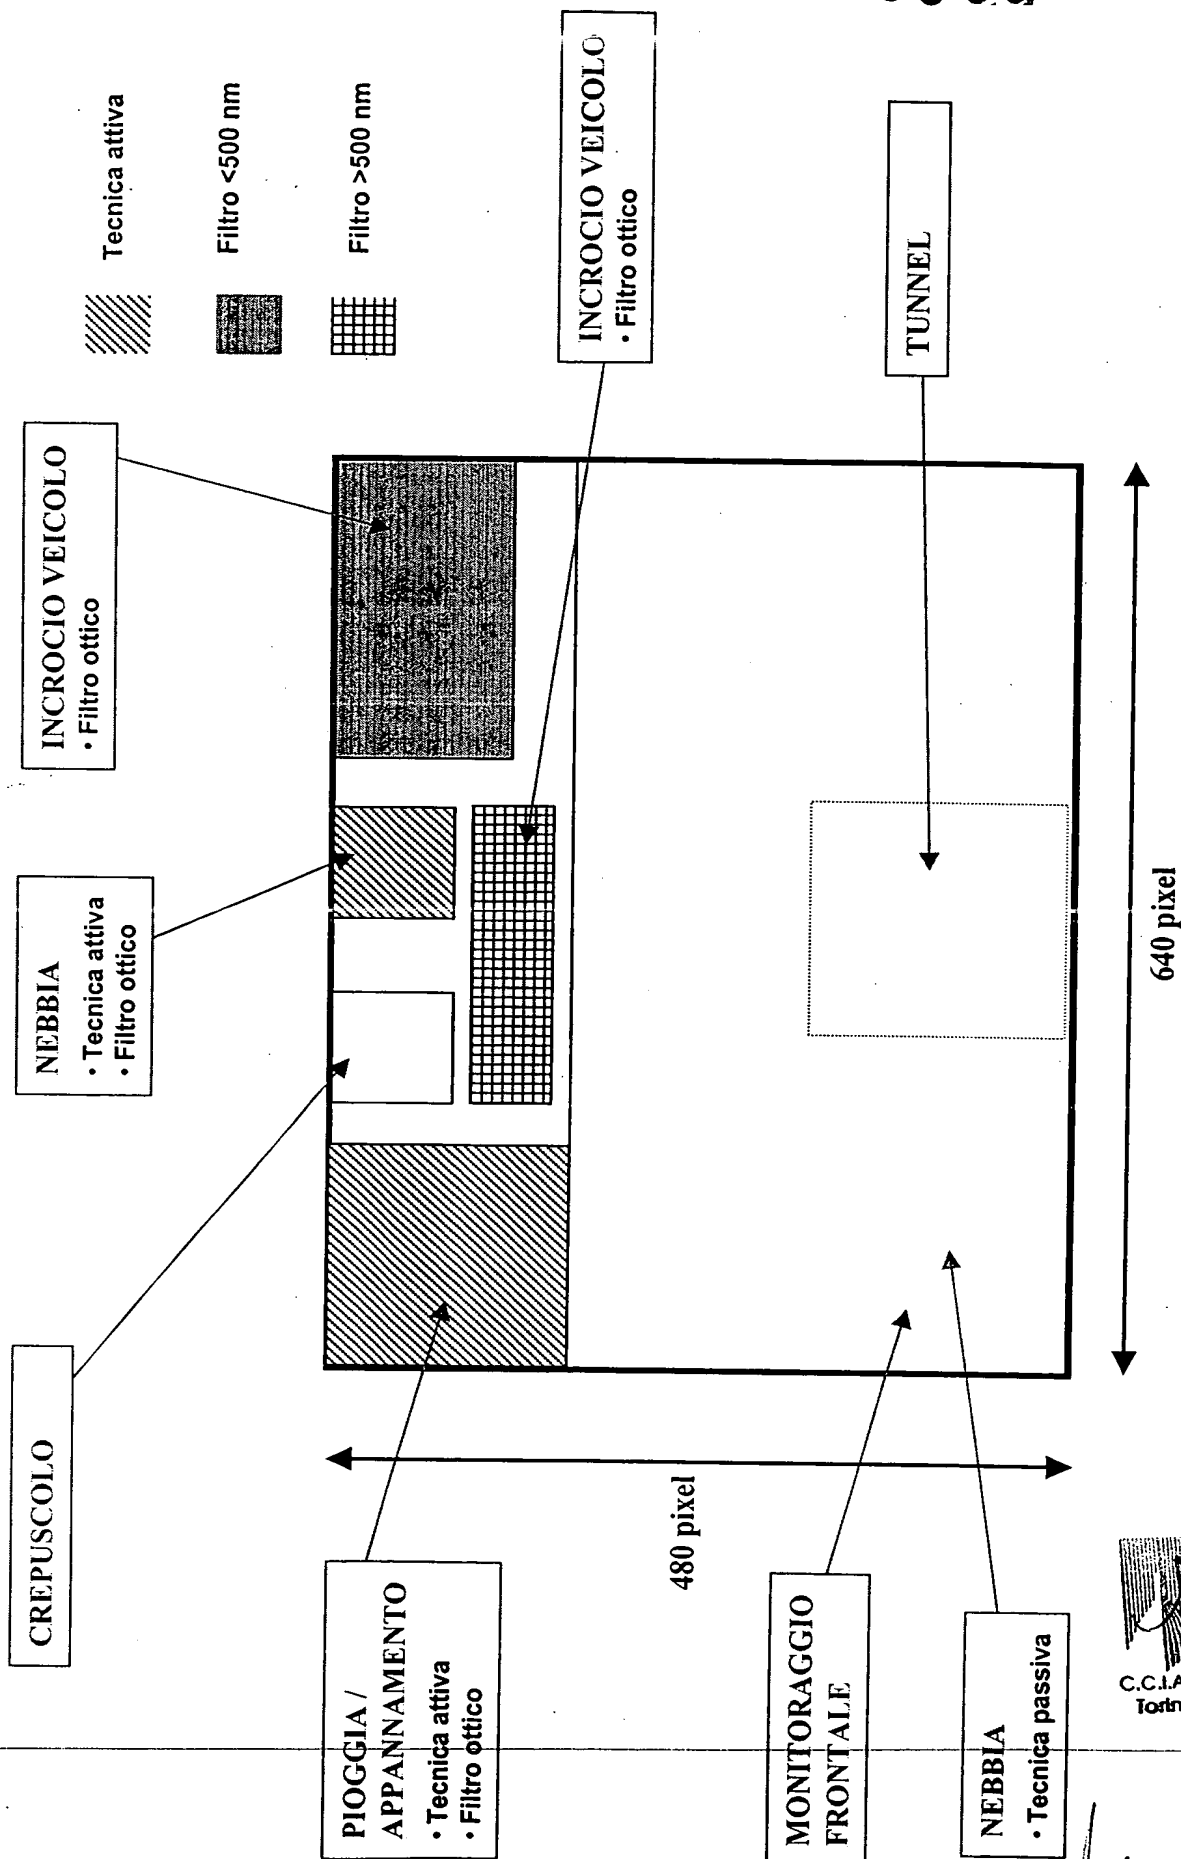 CREPUSCOLO
NEBBIA
• Tecnica attiva
• Filtro ottico
INCROCIO VEICOLO
• Filtro ottico
Tecnica attiva
Filtro <500 nm
Filtro >500 nm
PIOGGIA /
APPANNAMENTO
• Tecnica attiva
• Filtro ottico
INCROCIO VEICOLO
• Filtro ottico
480 pixel
MONITORAGGIO
FRONTALE
TUNNEL
NEBBIA
• Tecnica passiva
640 pixel
C.C.I.A